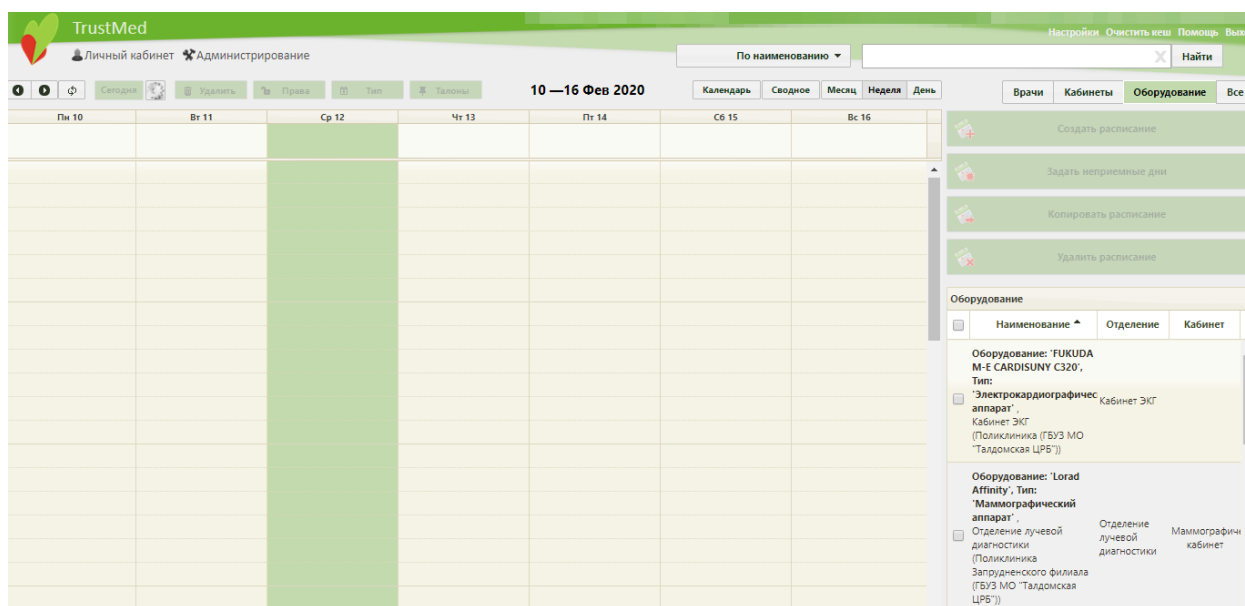 TrustMed
Настройки Очистить кеш Помощь
Личный кабинет Администрирование
По наименованию
Найти
Сегодня Удалить Права Тип Талоны
10 —16 Фев 2020
Календарь Сводное Месяц Неделя День
Врачи Кабинеты Оборудование Все
Пн 10 Вт 11 Ср 12 Чт 13 Пт 14 Сб 15 Вс 16
Создать расписание
Задать неприемные дни
Копировать расписание
Удалить расписание
Оборудование
Наименование Отделение Кабинет
Оборудование: 'FUKUDA
M-E CARDISUNY C320',
Тип:
'Электрокардиографичес
аппарат' ,
Кабинет ЭКГ
(Поликлиника (ГБУЗ МО
"Талдомская ЦРБ"))
Кабинет ЭКГ
Оборудование: 'Lorad
Affinity', Тип:
'Маммографический
аппарат' ,
Отделение лучевой
диагностики
(Поликлиника
Запрудненского филиала
(ГБУЗ МО "Талдомская
ЦРБ"))
Отделение
лучевой
диагностики
Маммографич
кабинет